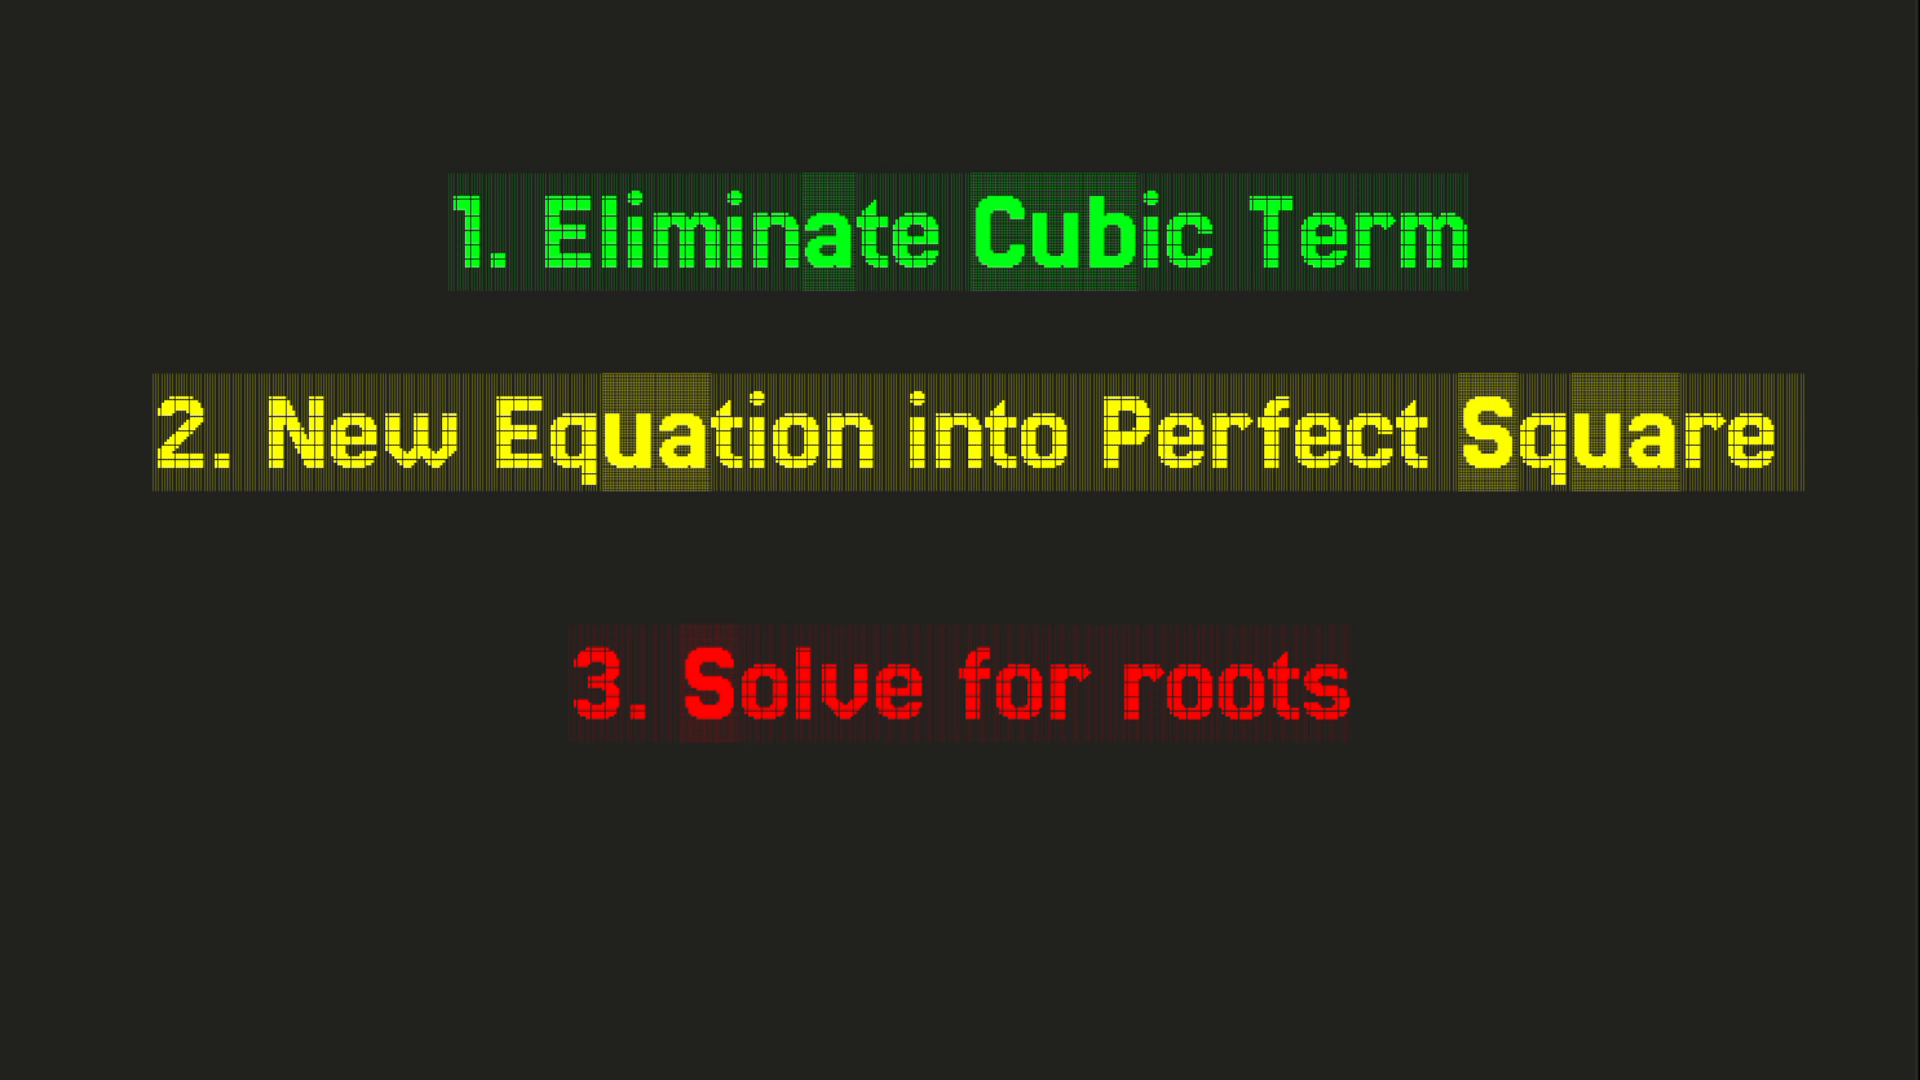 1. Eliminate Cubic Term
2. New Equation into Perfect Square
3. Solve for roots